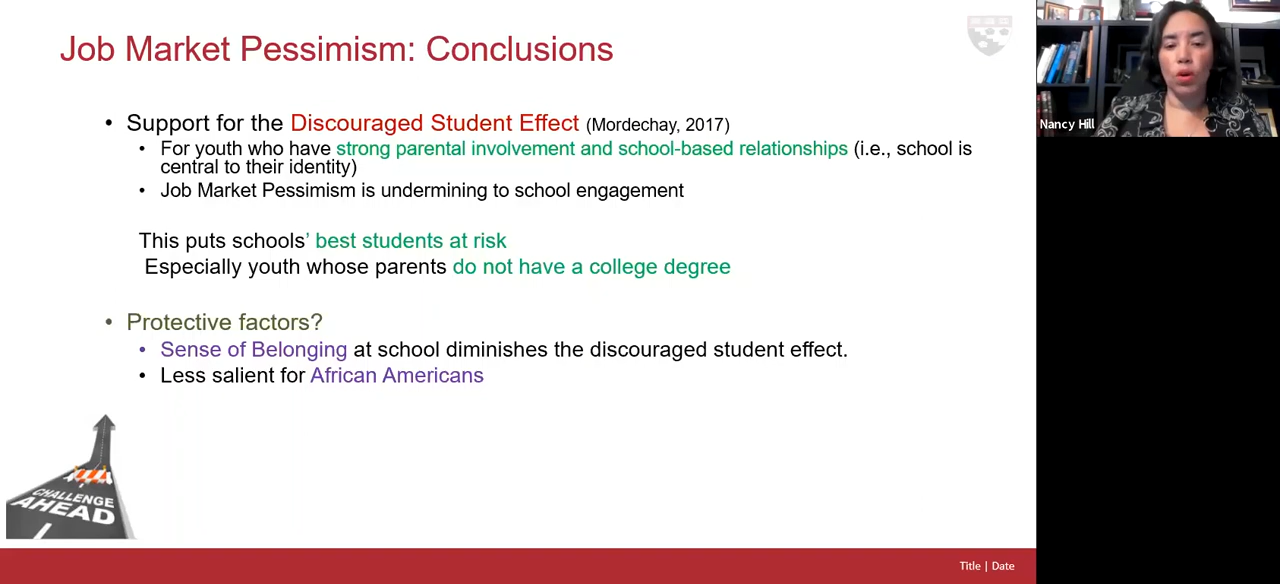 Job Market Pessimism: Conclusions
Nancy Hill
• Support for the Discouraged Student Effect (Mordechay, 2017)
• For youth who have strong parental involvement and school-based relationships (i.e., school is
central to their identity)
• Job Market Pessimism is undermining to school engagement
This puts schools' best students at risk
Especially youth whose parents do not have a college degree
• Protective factors?
• Sense of Belonging at school diminishes the discouraged student effect.
• Less salient for African Americans
CHALLENGE
AHEAD
Title | Date